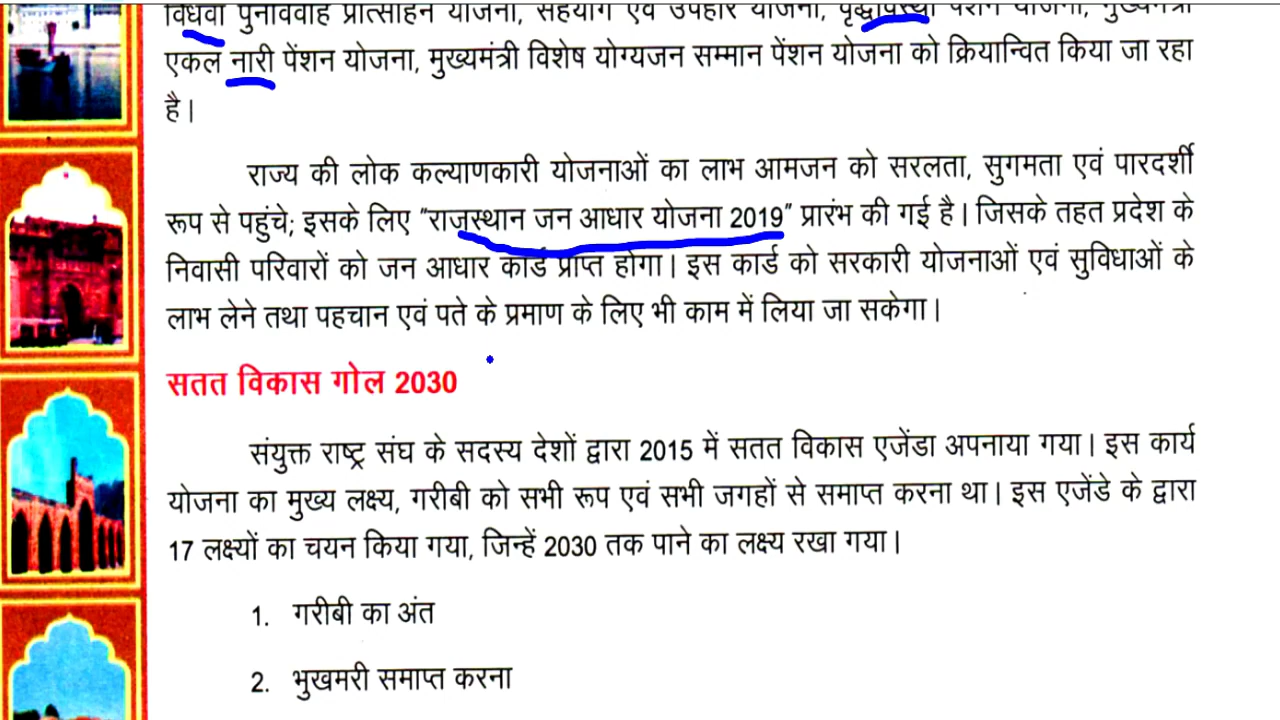 विधवा पुनर्विवाह प्रोत्साहन योजना, सहयोग एवं उपहार योजना, वृद्धावस्था पेंशन योजना, मुख्यमंत्री
एकल नारी पेंशन योजना, मुख्यमंत्री विशेष योग्यजन सम्मान पेंशन योजना को क्रियान्वित किया जा रहा
है।
राज्य की लोक कल्याणकारी योजनाओं का लाभ आमजन को सरलता, सुगमता एवं पारदर्शी
रूप से पहुंचे; इसके लिए "राजस्थान जन आधार योजना 2019" प्रारंभ की गई है। जिसके तहत प्रदेश के
निवासी परिवारों को जन आधार कार्ड प्राप्त होगा। इस कार्ड को सरकारी योजनाओं एवं सुविधाओं के
लाभ लेने तथा पहचान एवं पते के प्रमाण के लिए भी काम में लिया जा सकेगा।
सतत विकास गोल 2030
संयुक्त राष्ट्र संघ के सदस्य देशों द्वारा 2015 में सतत विकास एजेंडा अपनाया गया। इस कार्य
योजना का मुख्य लक्ष्य, गरीबी को सभी रूप एवं सभी जगहों से समाप्त करना था। इस एजेंडे के द्वारा
17 लक्ष्यों का चयन किया गया, जिन्हें 2030 तक पाने का लक्ष्य रखा गया।
1. गरीबी का अंत
2. भुखमरी समाप्त करना